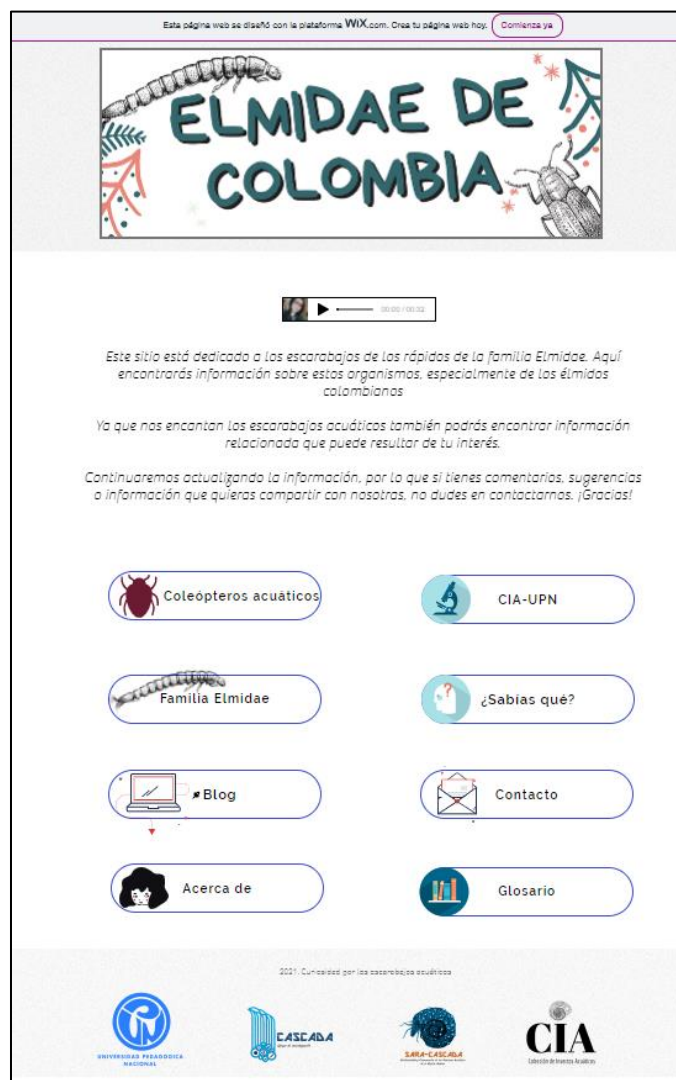 Esta página web se diseñó con la plataforma WiX.com. Crea tu página web hoy. Comienza ya
ELMIDAE DE
COLOMBIA
00:00 / 00:32
Este sitio está dedicado a los escarabajos de los rápidos de la familia Elmidae. Aquí
encontrarás información sobre estos organismos, especialmente de los élmidos
colombianos
Ya que nos encantan los escarabajos acuáticos también podrás encontrar información
relacionada que puede resultar de tu interés.
Continuaremos actualizando la información, por lo que si tienes comentarios, sugerencias
o información que quieras compartir con nosotras, no dudes en contactarnos. ¡Gracias!
Coleópteros acuáticos
CIA-UPN
Familia Elmidae
¿Sabías qué?
Blog
Contacto
Acerca de
Glosario
2021. Curiosidad por los escarabajos acuáticos
UNIVERSIDAD PEDAGOGICA
NACIONAL
CASCADA
SARA-CASCADA
CIA
Colección de Insectos Acuáticos